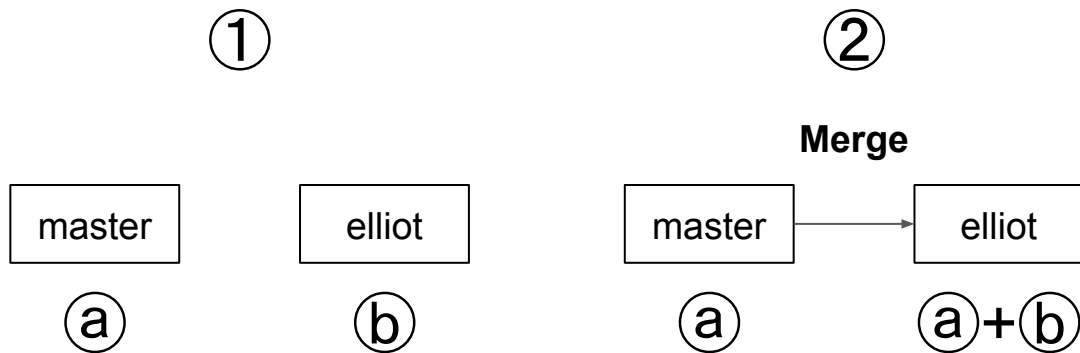 ① ②
Merge
master elliot master elliot
ⓐ ⓑ ⓐ ⓐ+ⓑ